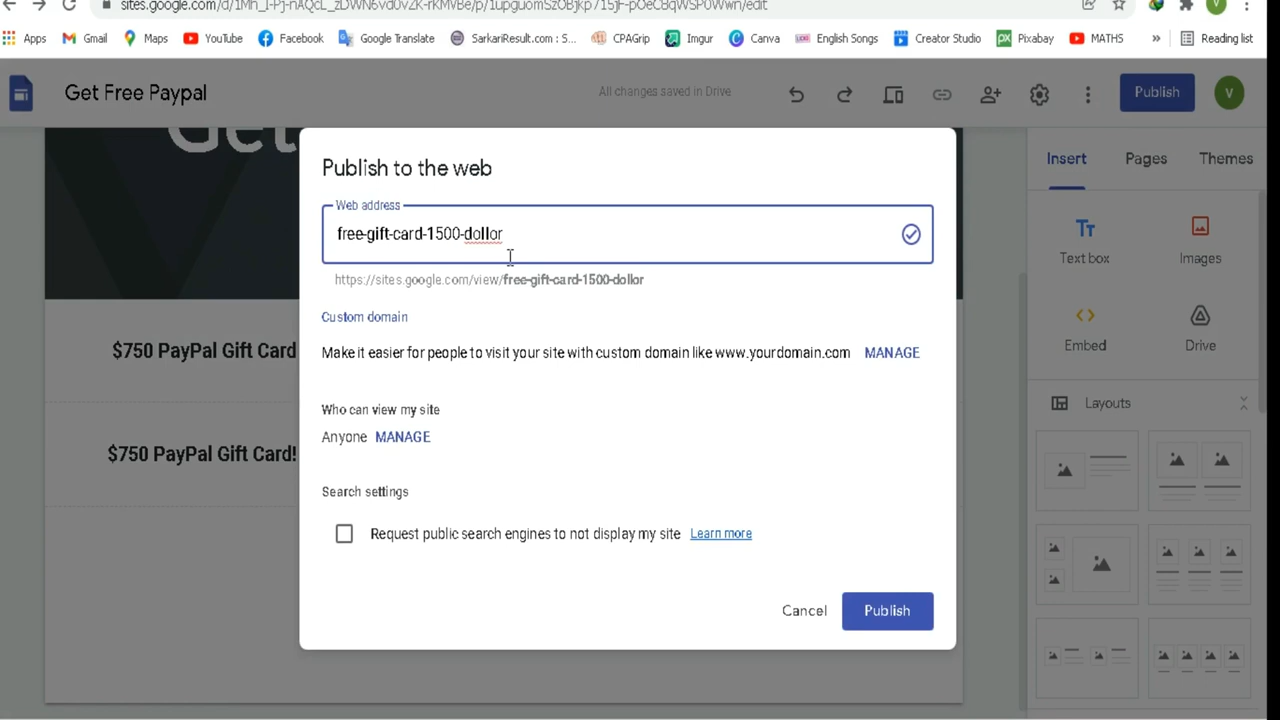 sites.google.com/d/1Mh_I-Pj-nAQcL_zDWN6vd0vZK-rKMVBe/p/1upguomSzOBjkp715jF-pOeCBqWSP0Wwn/edit
Apps Gmail Maps YouTube Facebook Google Translate SarkariResult.com : S... CPAGrip Imgur Canva English Songs Creator Studio Pixabay MATHS » Reading list
Get Free Paypal
All changes saved in Drive
Publish
V
Get
Insert Pages Themes
Publish to the web
Web address
free-gift-card-1500-dollor
https://sites.google.com/view/free-gift-card-1500-dollor
Text box Images
Custom domain
Make it easier for people to visit your site with custom domain like www.yourdomain.com MANAGE
Embed Drive
$750 PayPal Gift Card
Who can view my site
Anyone MANAGE
Layouts
$750 PayPal Gift Card!
Search settings
Request public search engines to not display my site Learn more
Cancel Publish